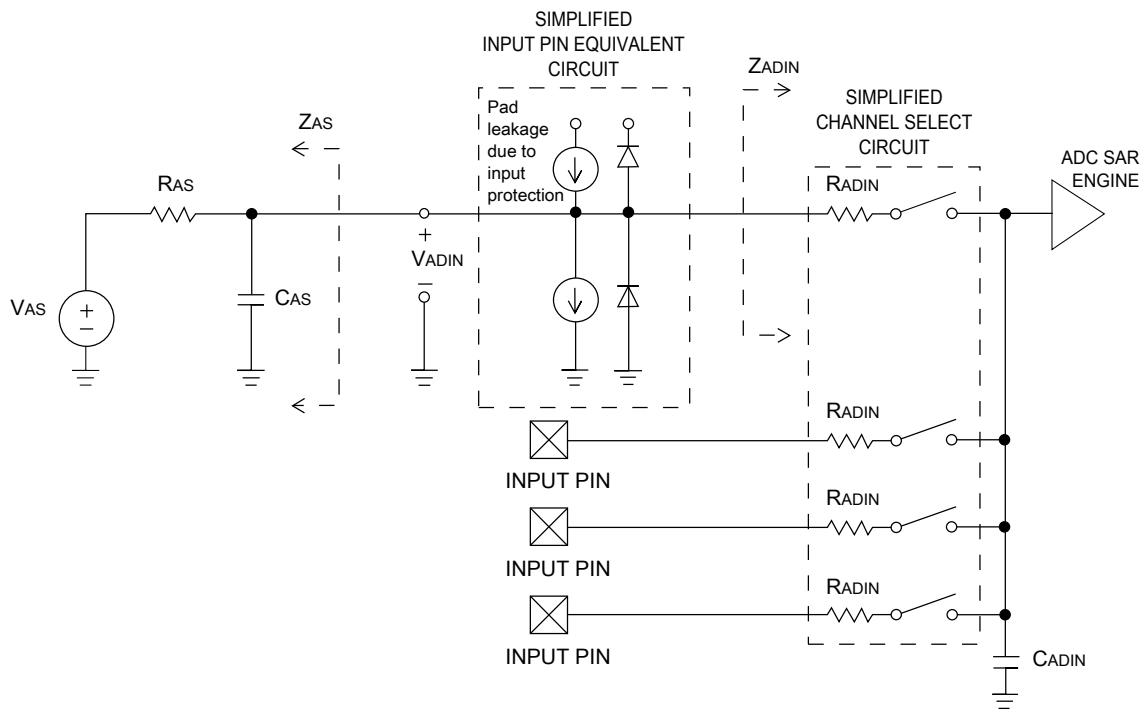 SIMPLIFIED
INPUT PIN EQUIVALENT
CIRCUIT
Pad
leakage
due to
input
protection
ZAS
ZADIN
SIMPLIFIED
CHANNEL SELECT
CIRCUIT
ADC SAR
ENGINE
RAS
RADIN
+
VADIN
–
CAS
VAS
+
–
RADIN
INPUT PIN
RADIN
INPUT PIN
RADIN
INPUT PIN
CADIN